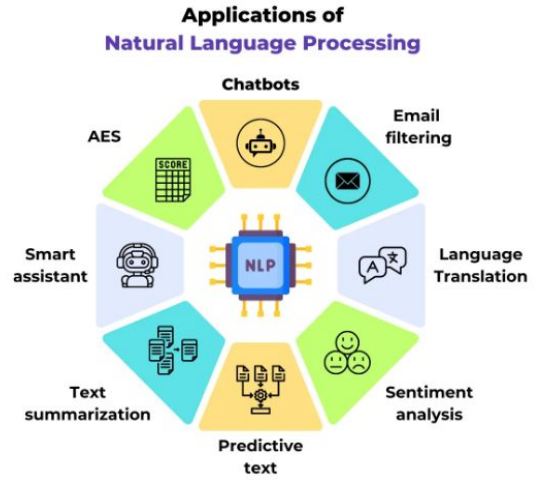 Applications of
Natural Language Processing
Chatbots
Email
filtering
AES
SCORE
Smart
assistant
NLP
A 文
Language
Translation
Text
summarization
Sentiment
analysis
Predictive
text